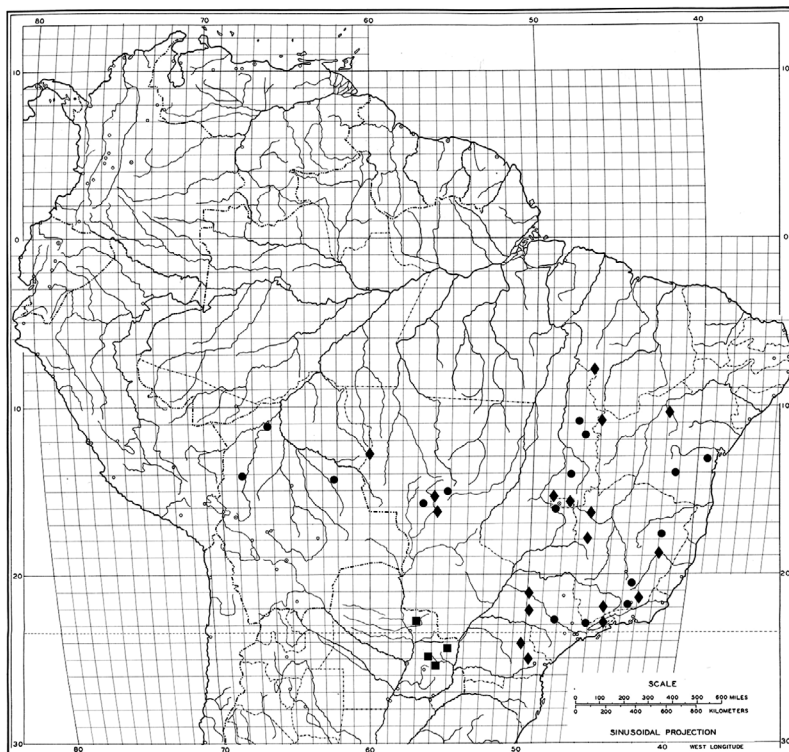 80 70 60 50 40
10 10
0 0
10 10
20 20
SCALE
0 100 200 300 400 500 600 MILES
0 200 400 600 800 KILOMETERS
SINUSOIDAL PROJECTION
30 30
80 70 60 50 40 WEST LONGITUDE